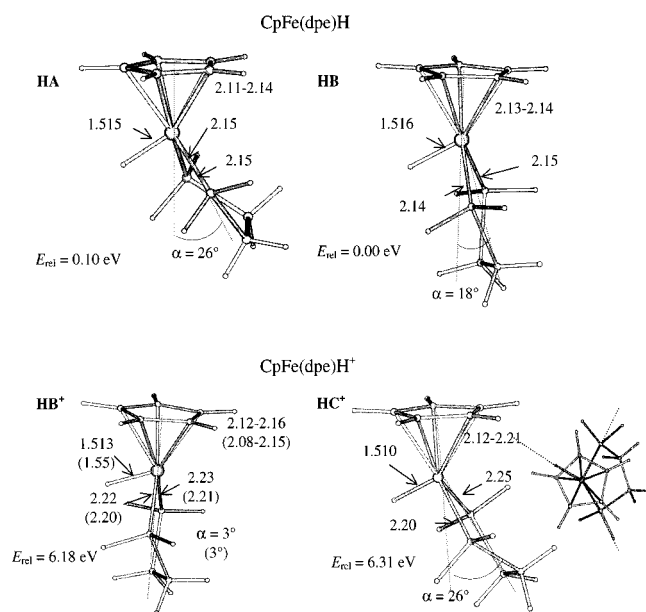 CpFe(dpe)H
HA
2.11-2.14
1.515
2.15
2.15
α = 26°
E_rel = 0.10 eV
HB
2.13-2.14
1.516
2.15
2.14
E_rel = 0.00 eV
α = 18°
CpFe(dpe)H⁺
HB⁺
2.12-2.16
(2.08-2.15)
1.513
(1.55)
2.23
(2.21)
2.22
(2.20)
α = 3°
(3°)
E_rel = 6.18 eV
HC⁺
2.12-2.21
1.510
2.25
2.20
E_rel = 6.31 eV
α = 26°